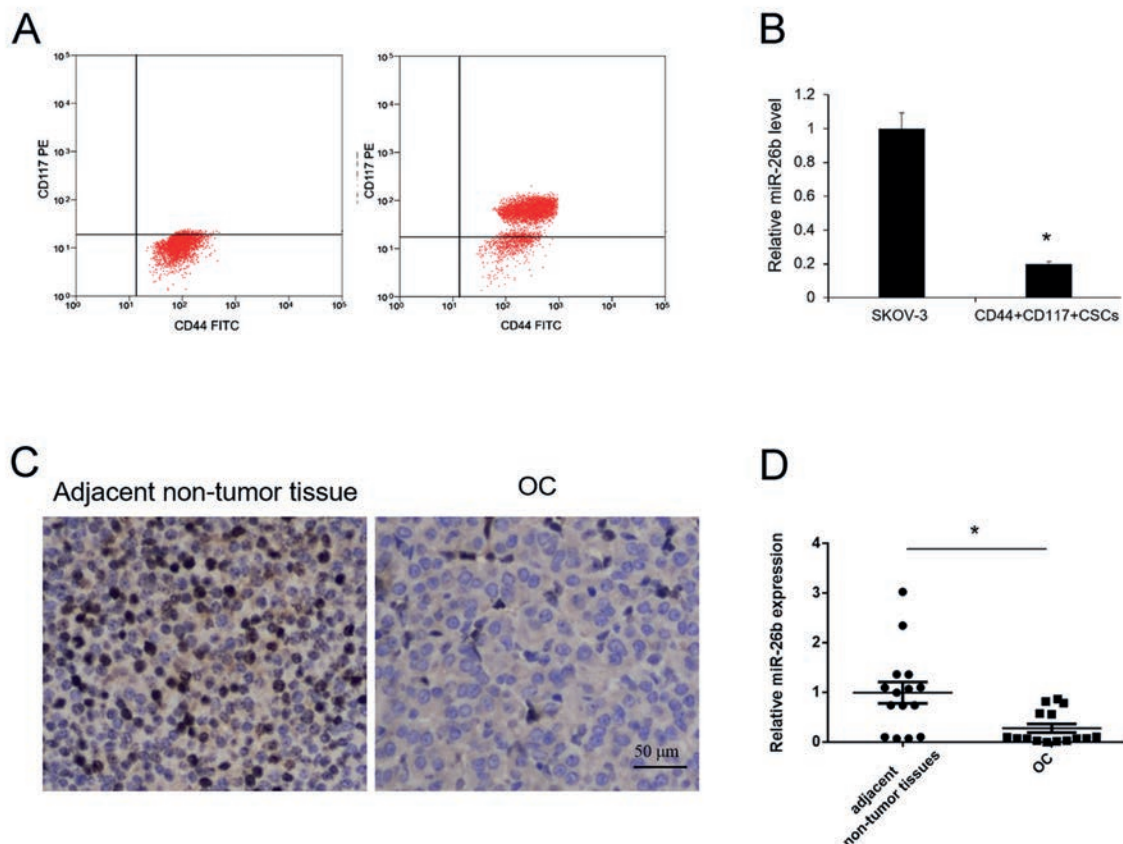 A
10⁵
10⁴
10³
10²
10¹
10⁰
CD117 PE
10⁰ 10¹ 10² 10³ 10⁴ 10⁵
CD44 FITC
10⁵
10⁴
10³
10²
10¹
10⁰
CD117 PE
10⁰ 10¹ 10² 10³ 10⁴ 10⁵
CD44 FITC
B
Relative miR-26b level
1.2
1
0.8
0.6
0.4
0.2
0
*
SKOV-3 CD44+CD117+CSCs
C
Adjacent non-tumor tissue
OC
50 μm
D
Relative miR-26b expression
4
3
2
1
0
*
adjacent
non-tumor tissues
OC